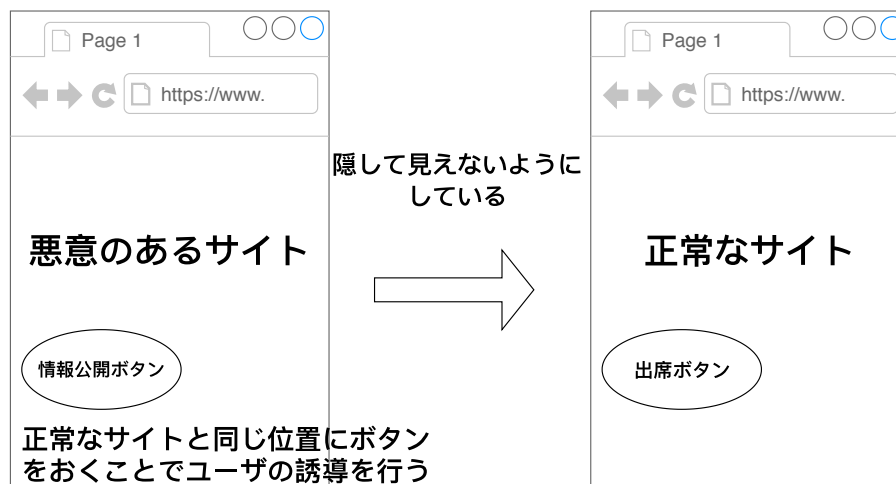 Page 1
https://www.
悪意のあるサイト
情報公開ボタン
正常なサイトと同じ位置にボタン
をおくことでユーザの誘導を行う
隠して見えないように
している
Page 1
https://www.
正常なサイト
出席ボタン